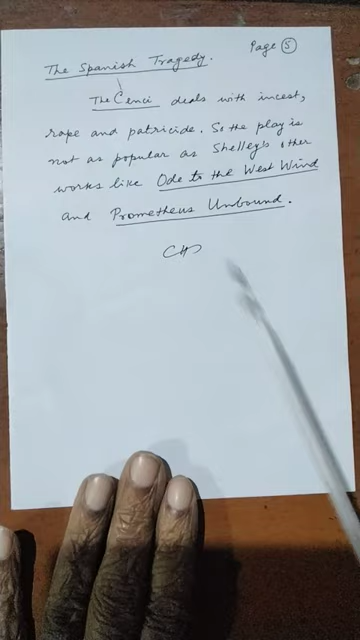 Page 5
The Spanish Tragedy.
The Cenci deals with incest,
rape and patricide. So the play is
not as popular as Shelley's other
works like Ode to the West Wind
and Prometheus Unbound.